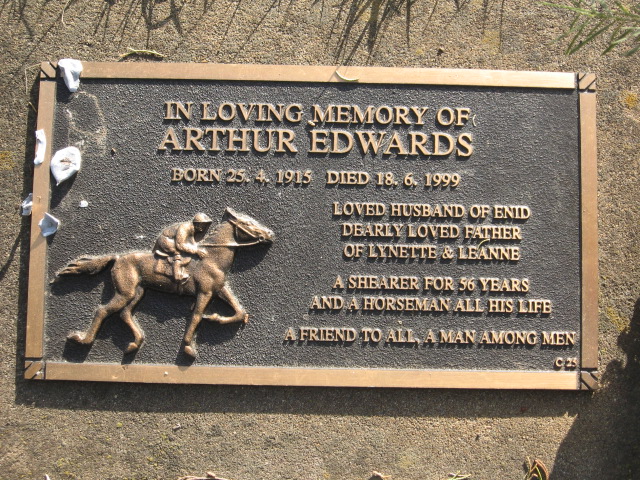 IN LOVING MEMORY OF
ARTHUR EDWARDS
BORN 25. 4. 1915 DIED 18. 6. 1999
LOVED HUSBAND OF ENID
DEARLY LOVED FATHER
OF LYNETTE & LEANNE
A SHEARER FOR 56 YEARS
AND A HORSEMAN ALL HIS LIFE
A FRIEND TO ALL, A MAN AMONG MEN
C 25